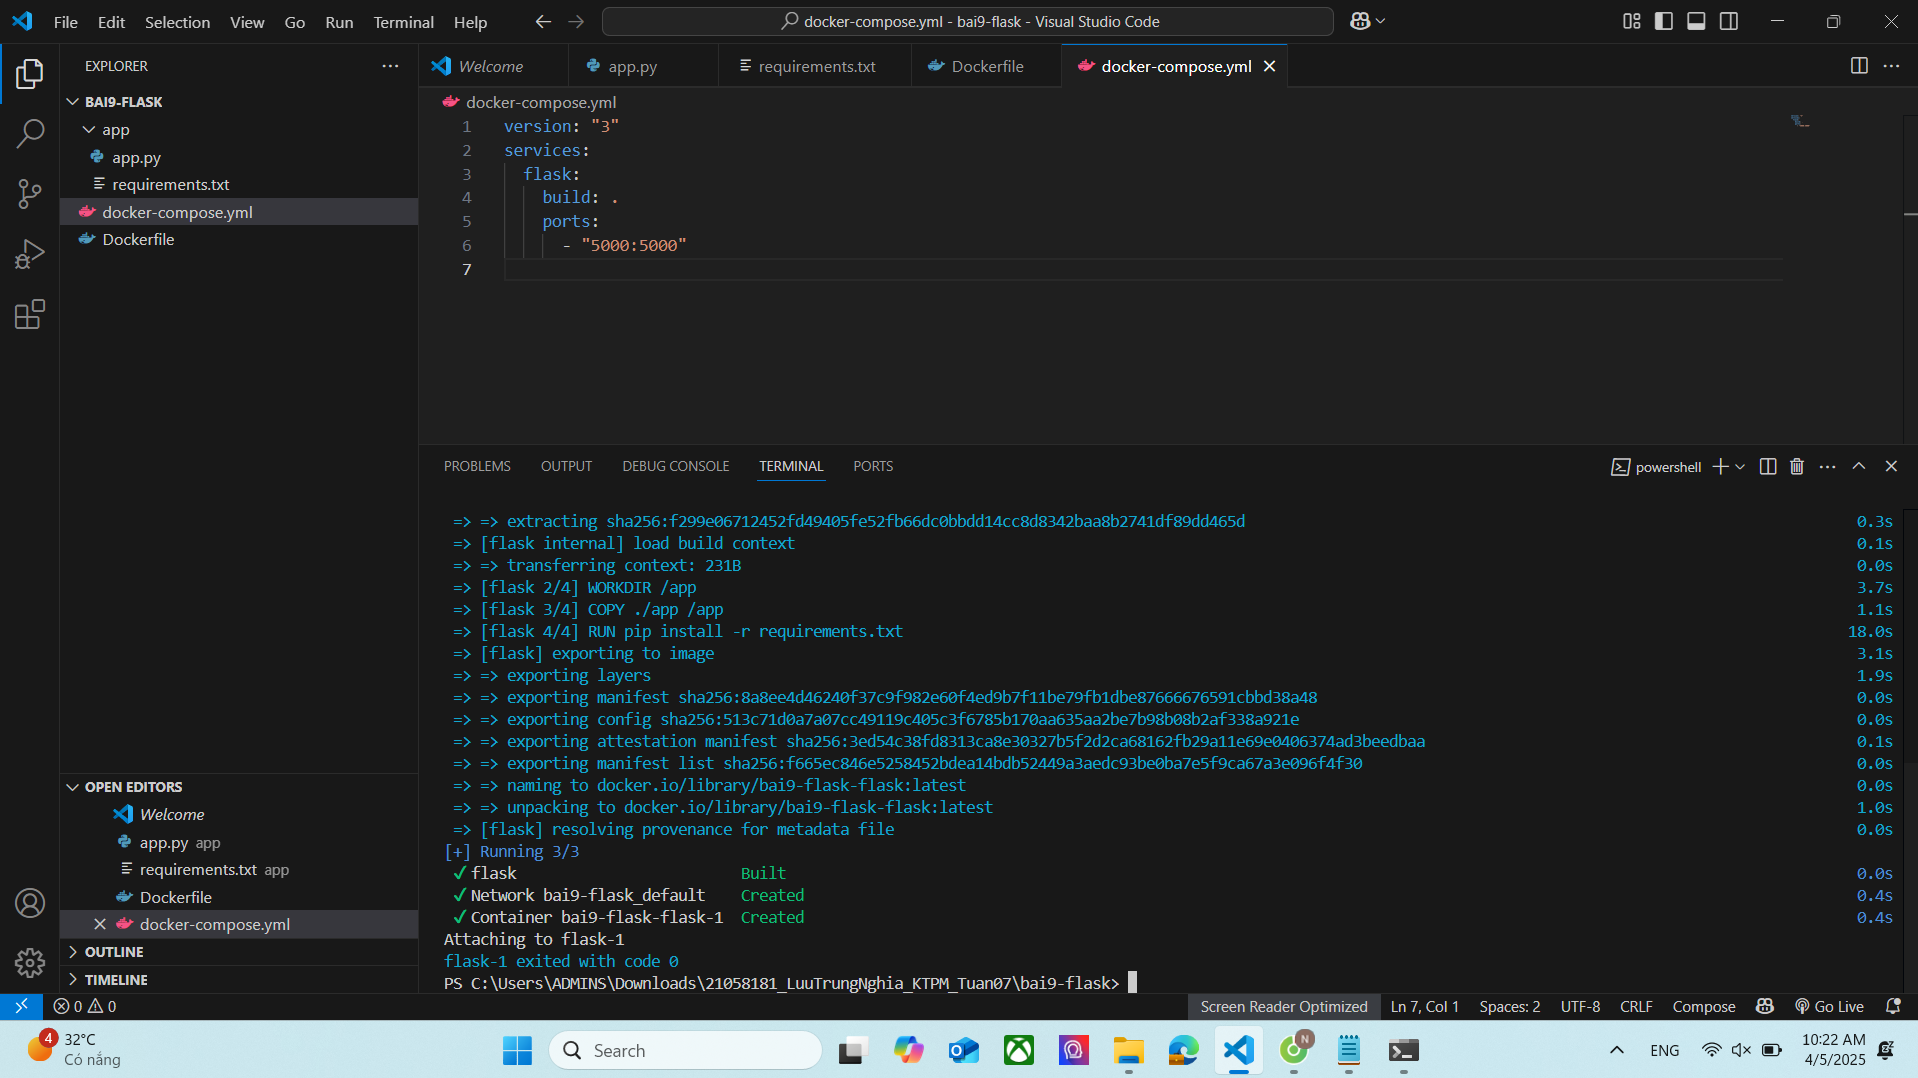 File Edit Selection View Go Run Terminal Help
docker-compose.yml - bai9-flask - Visual Studio Code
EXPLORER
BAI9-FLASK
app
app.py
requirements.txt
docker-compose.yml
Dockerfile
OPEN EDITORS
Welcome
app.py app
requirements.txt app
Dockerfile
docker-compose.yml
OUTLINE
TIMELINE
Welcome app.py requirements.txt Dockerfile docker-compose.yml
docker-compose.yml
1 version: "3"
2 services:
3 flask:
4 build: .
5 ports:
6 - "5000:5000"
7
PROBLEMS OUTPUT DEBUG CONSOLE TERMINAL PORTS
powershell
=> => extracting sha256:f299e06712452fd49405fe52fb66dc0bbdd14cc8d8342baa8b2741df89dd465d 0.3s
=> [flask internal] load build context 0.1s
=> => transferring context: 231B 0.0s
=> [flask 2/4] WORKDIR /app 3.7s
=> [flask 3/4] COPY ./app /app 1.1s
=> [flask 4/4] RUN pip install -r requirements.txt 18.0s
=> [flask] exporting to image 3.1s
=> => exporting layers 1.9s
=> => exporting manifest sha256:8a8ee4d46240f37c9f982e60f4ed9b7f11be79fb1dbe87666676591cbbd38a48 0.0s
=> => exporting config sha256:513c71d0a7a07cc49119c405c3f6785b170aa635aa2be7b98b08b2af338a921e 0.0s
=> => exporting attestation manifest sha256:3ed54c38fd8313ca8e30327b5f2d2ca68162fb29a11e69e0406374ad3beedbaa 0.1s
=> => exporting manifest list sha256:f665ec846e5258452bdea14bdb52449a3aedc93be0ba7e5f9ca67a3e096f4f30 0.0s
=> => naming to docker.io/library/bai9-flask-flask:latest 0.0s
=> => unpacking to docker.io/library/bai9-flask-flask:latest 1.0s
=> [flask] resolving provenance for metadata file 0.0s
[+] Running 3/3
✓ flask Built 0.0s
✓ Network bai9-flask_default Created 0.4s
✓ Container bai9-flask-flask-1 Created 0.4s
Attaching to flask-1
flask-1 exited with code 0
PS C:\Users\ADMINS\Downloads\21058181_LuuTrungNghia_KTPM_Tuan07\bai9-flask>
0 0
Screen Reader Optimized Ln 7, Col 1 Spaces: 2 UTF-8 CRLF Compose Go Live
4
32°C
Có nắng
Search
N
ENG
10:22 AM
4/5/2025